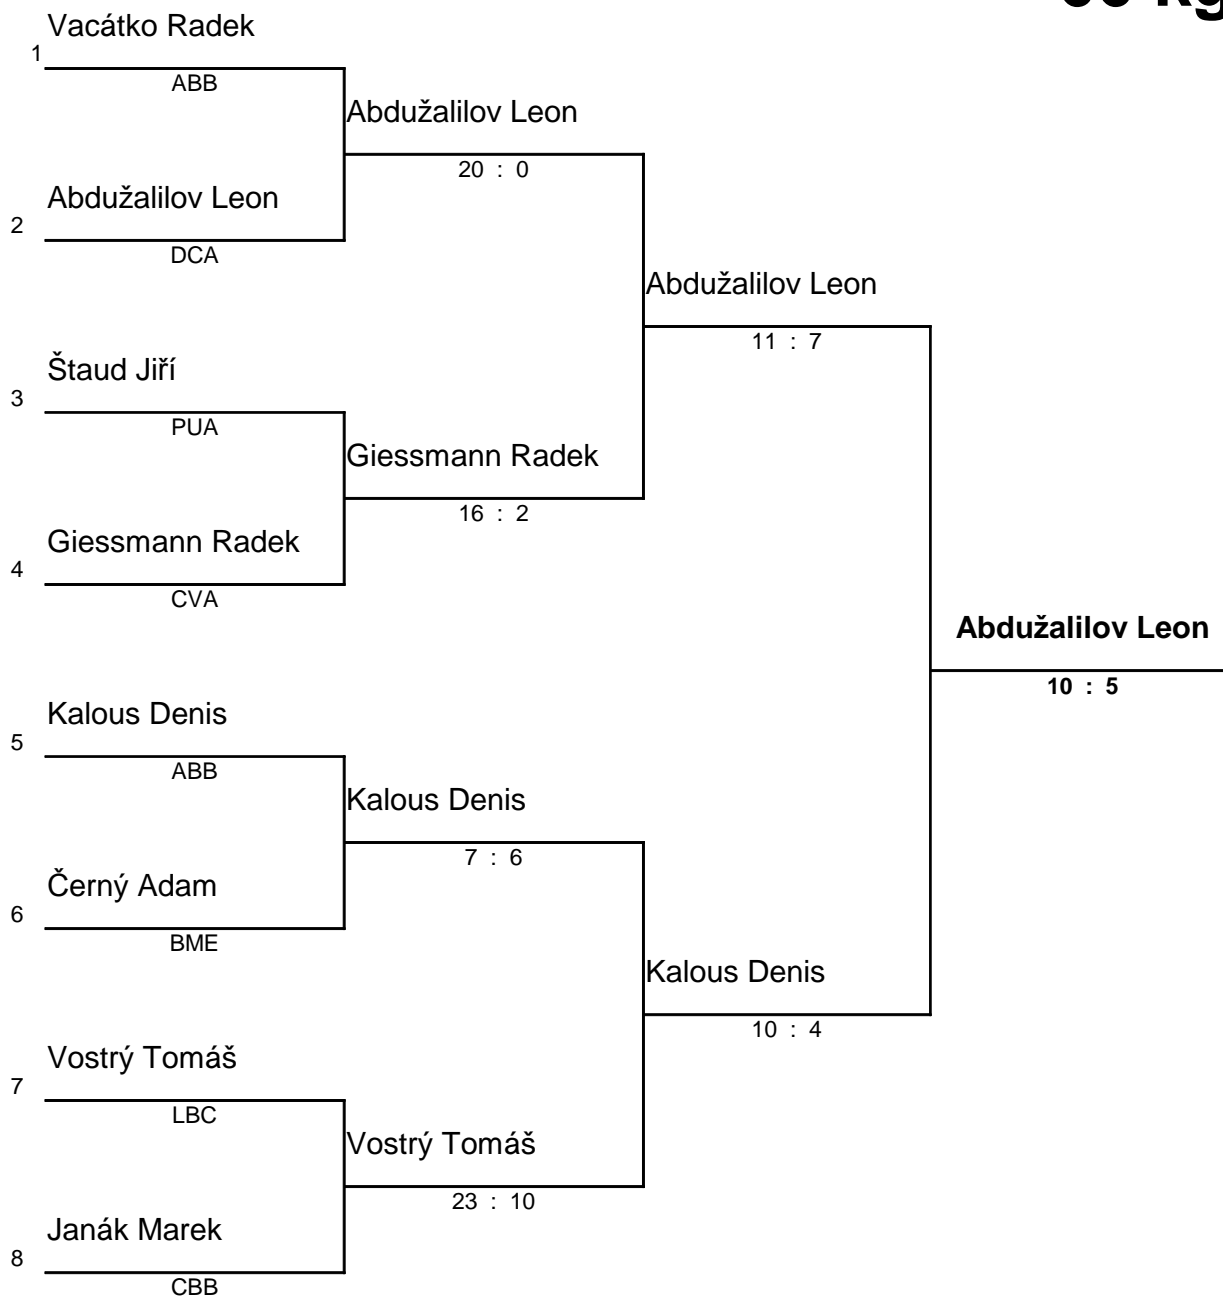 Vacátko Radek
1
ABB
Abdužalilov Leon
20 : 0
Abdužalilov Leon
2
DCA
Abdužalilov Leon
11 : 7
Štaud Jiří
3
PUA
Giessmann Radek
16 : 2
Giessmann Radek
4
CVA
Abdužalilov Leon
10 : 5
Kalous Denis
5
ABB
Kalous Denis
7 : 6
Černý Adam
6
BME
Kalous Denis
10 : 4
Vostrý Tomáš
7
LBC
Vostrý Tomáš
23 : 10
Janák Marek
8
CBB